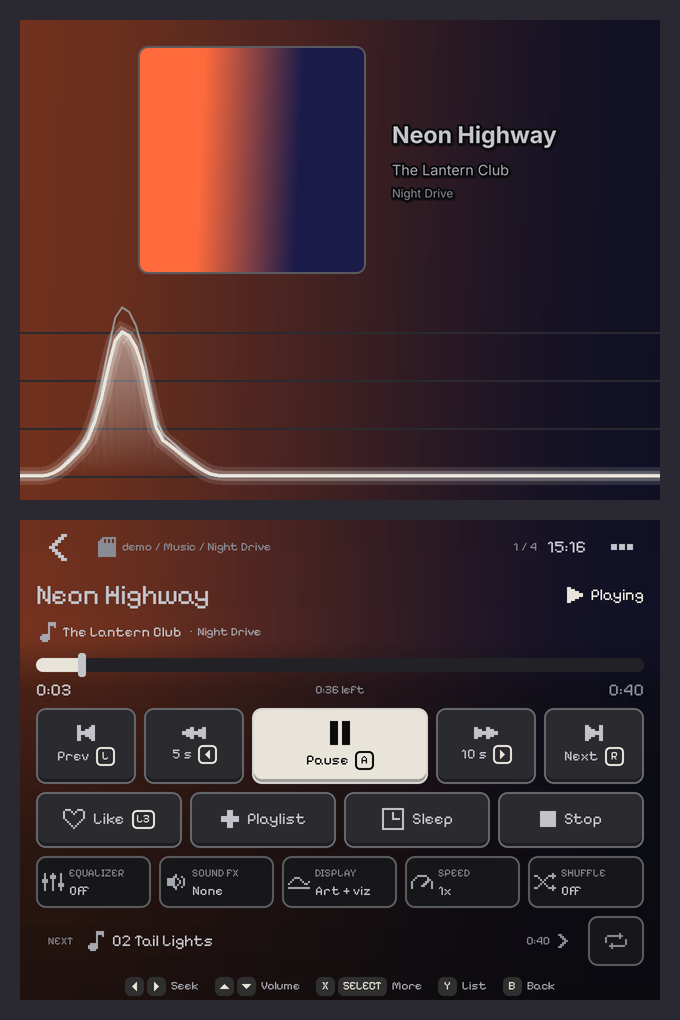 Neon Highway
The Lantern Club
Night Drive
demo / Music / Night Drive
1 / 4 15:16
Neon Highway
Playing
The Lantern Club · Night Drive
0:03 0:36 left 0:40
Prev L
5 s
Pause A
10 s
Next R
Like L3
Playlist
Sleep
Stop
EQUALIZER
Off
SOUND FX
None
DISPLAY
Art + viz
SPEED
1x
SHUFFLE
Off
NEXT 02 Tail Lights 0:40
Seek Volume X SELECT More Y List B Back